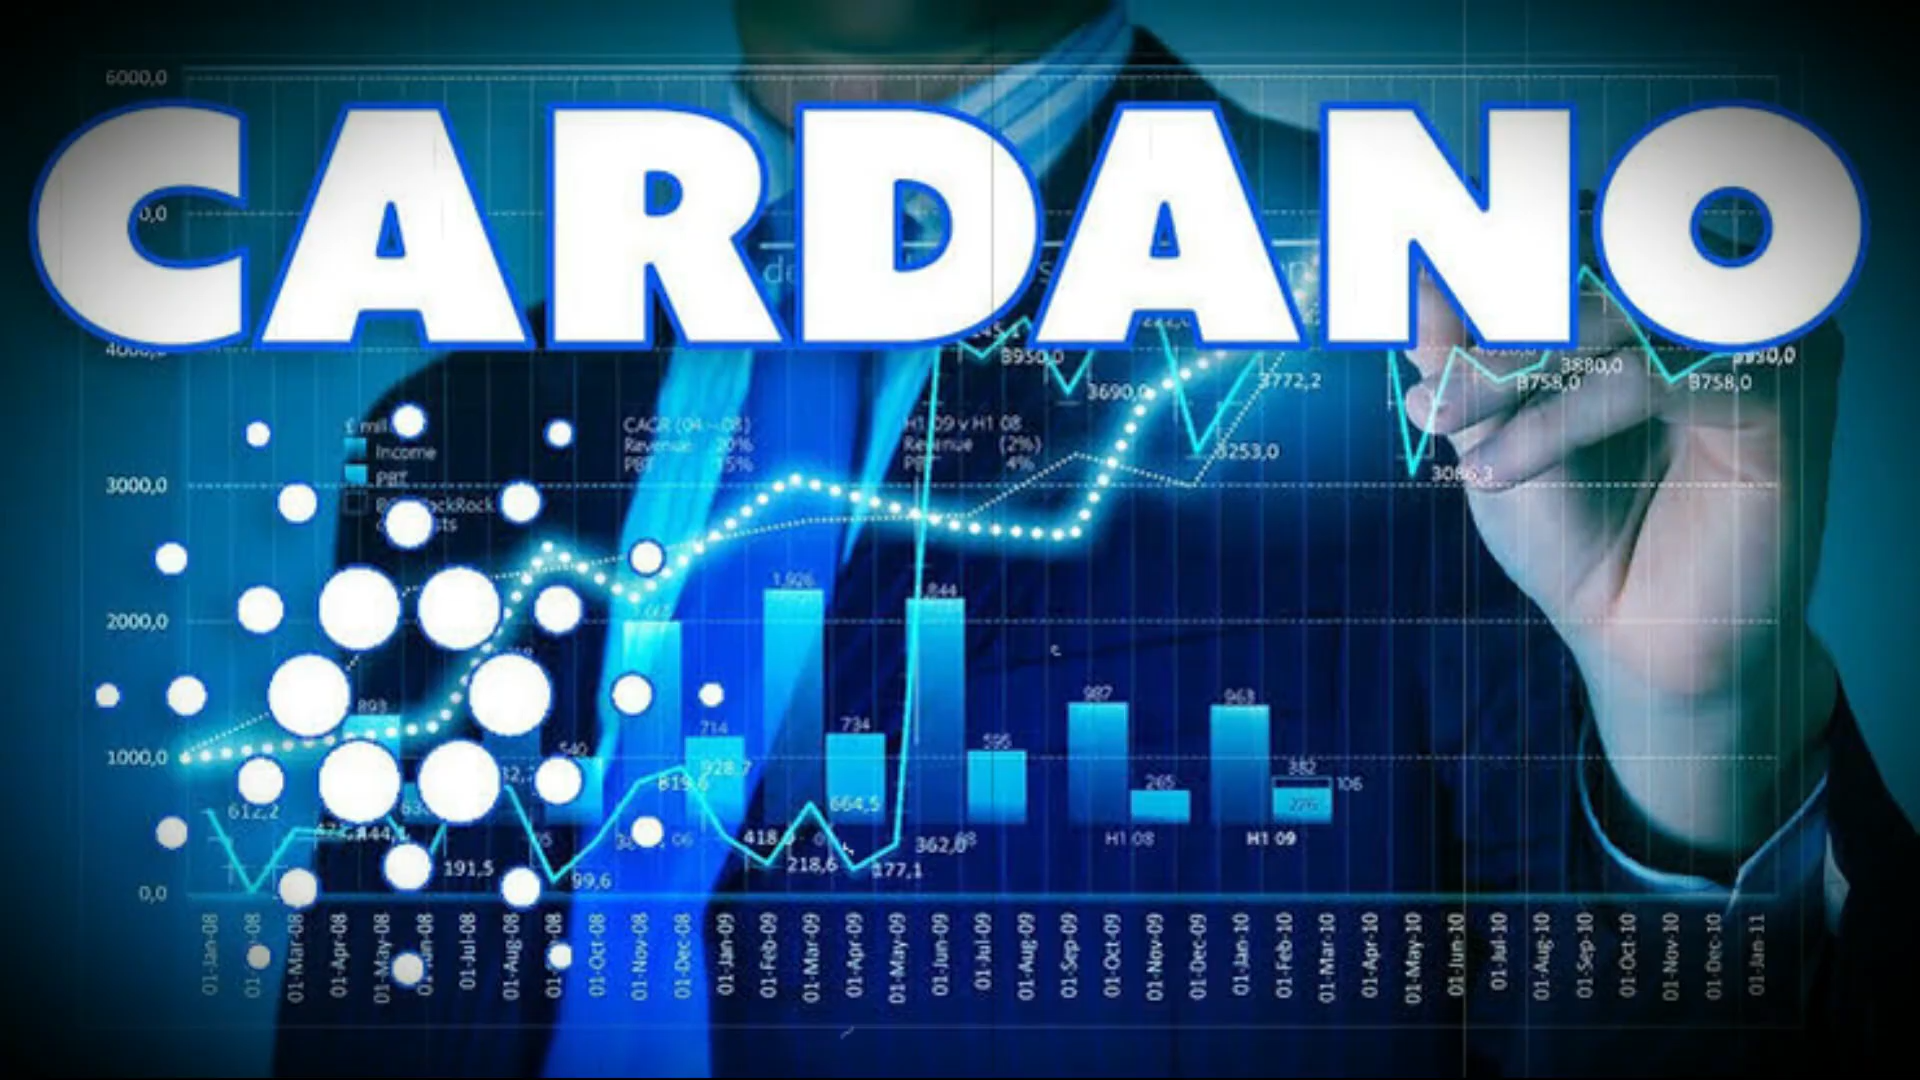 6000,0
CARDANO
3950,0
3690,0
3772,2
3758,0
3880,0
3758,0
3253,0
3086,3
CAGR (04 - 08)
Revenue 20%
PBT 15%
H1 09 v H1 08
Revenue (2%)
PBT 4%
Income
PBT
3000,0
2000,0
1000,0
0,0
893
540
714
1,926
734
844
595
987
265
963
382
106
612,2
191,5
99,6
819,6
928,7
418,
664,5
218,6
177,1
362,0
06
H1 08
H1 09
01-Jan-08
01-Mar-08
01-Apr-08
01-May-08
01-Jul-08
01-Aug-08
01-Oct-08
01-Nov-08
01-Dec-08
01-Jan-09
01-Feb-09
01-Mar-09
01-Apr-09
01-May-09
01-Jun-09
01-Jul-09
01-Aug-09
01-Sep-09
01-Oct-09
01-Nov-09
01-Dec-09
01-Jan-10
01-Feb-10
01-Mar-10
01-Apr-10
01-May-10
01-Jun-10
01-Jul-10
01-Aug-10
01-Sep-10
01-Oct-10
01-Nov-10
01-Dec-10
01-Jan-11